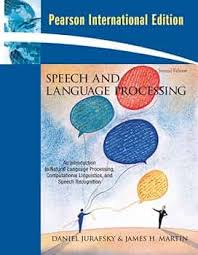 Pearson International Edition
SPEECH AND
LANGUAGE PROCESSING
Second Edition
An Introduction
to Natural Language Processing,
Computational Linguistics, and
Speech Recognition
DANIEL JURAFSKY & JAMES H. MARTIN